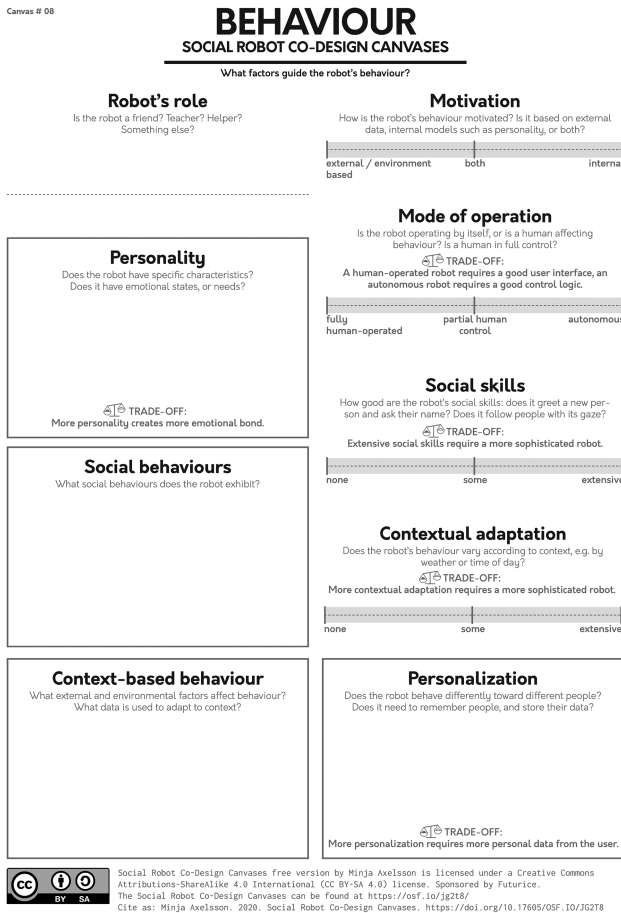 Canvas # 08
BEHAVIOUR
SOCIAL ROBOT CO-DESIGN CANVASES
What factors guide the robot's behaviour?
Robot's role
Is the robot a friend? Teacher? Helper?
Something else?
Personality
Does the robot have specific characteristics?
Does it have emotional states, or needs?
TRADE-OFF:
More personality creates more emotional bond.
Social behaviours
What social behaviours does the robot exhibit?
Context-based behaviour
What external and environmental factors affect behaviour?
What data is used to adapt to context?
Motivation
How is the robot's behaviour motivated? Is it based on external
data, internal models such as personality, or both?
external / environment both interna
based
Mode of operation
Is the robot operating by itself, or is a human affecting
behaviour? Is a human in full control?
TRADE-OFF:
A human-operated robot requires a good user interface, an
autonomous robot requires a good control logic.
fully partial human autonomous
human-operated control
Social skills
How good are the robot's social skills: does it greet a new per-
son and ask their name? Does it follow people with its gaze?
TRADE-OFF:
Extensive social skills require a more sophisticated robot.
none some extensive
Contextual adaptation
Does the robot's behaviour vary according to context, e.g. by
weather or time of day?
TRADE-OFF:
More contextual adaptation requires a more sophisticated robot.
none some extensive
Personalization
Does the robot behave differently toward different people?
Does it need to remember people, and store their data?
TRADE-OFF:
More personalization requires more personal data from the user.
cc BY SA
Social Robot Co-Design Canvases free version by Minja Axelsson is licensed under a Creative Commons
Attributions-ShareAlike 4.0 International (CC BY-SA 4.0) license. Sponsored by Futurice.
The Social Robot Co-Design Canvases can be found at https://osf.io/jg2t8/
Cite as: Minja Axelsson. 2020. Social Robot Co-Design Canvases. https://doi.org/10.17605/OSF.IO/JG2T8